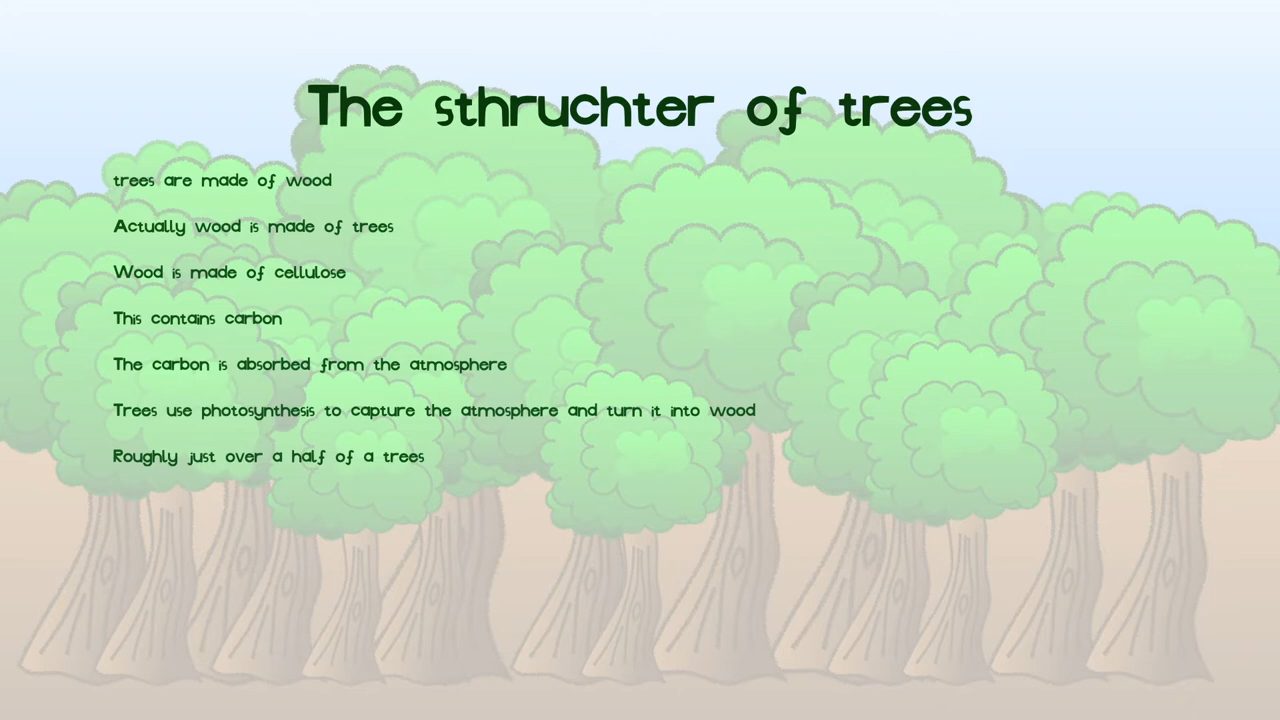 The sthruchter of trees
trees are made of wood
Actually wood is made of trees
Wood is made of cellulose
This contains carbon
The carbon is absorbed from the atmosphere
Trees use photosynthesis to capture the atmosphere and turn it into wood
Roughly just over a half of a trees